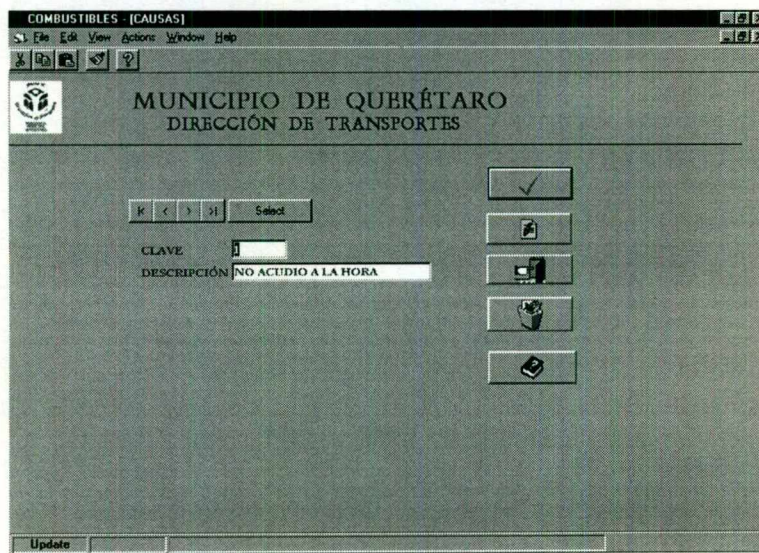 COMBUSTIBLES - [CAUSAS]
File Edit View Actions Window Help
MUNICIPIO DE QUERÉTARO
DIRECCIÓN DE TRANSPORTES
Select
CLAVE 1
DESCRIPCIÓN NO ACUDIO A LA HORA
Update